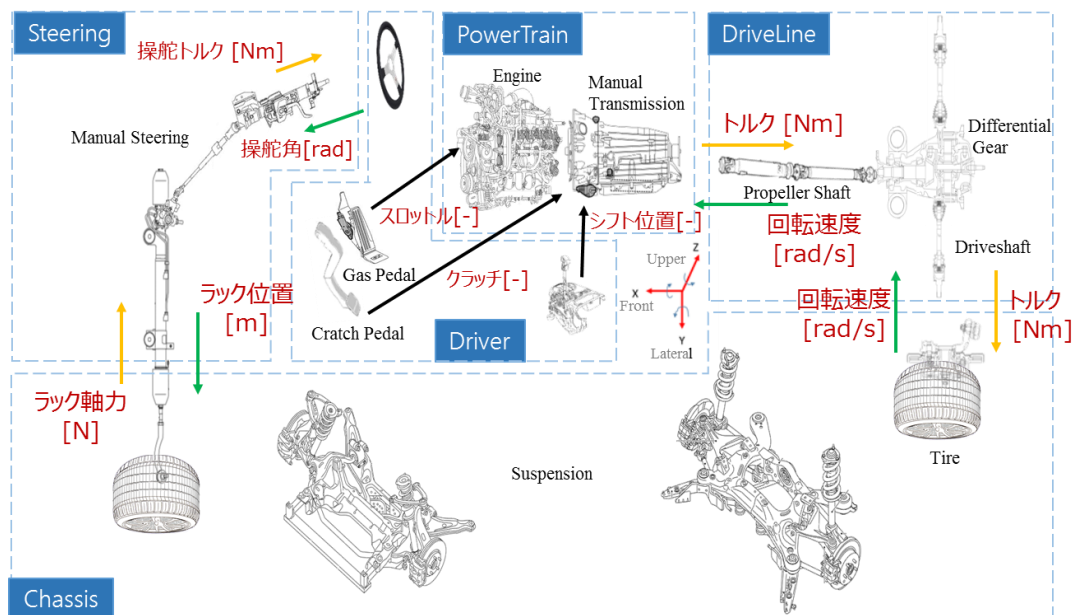 Steering
操舵トルク [Nm]
Manual Steering
操舵角[rad]
ラック位置
[m]
ラック軸力
[N]
PowerTrain
Engine
Manual
Transmission
スロットル[-]
シフト位置[-]
Gas Pedal
クラッチ[-]
Cratch Pedal
Driver
Upper
Z
X
Front
Y
Lateral
DriveLine
トルク [Nm]
Differential
Gear
Propeller Shaft
回転速度
[rad/s]
Driveshaft
回転速度
[rad/s]
トルク
[Nm]
Tire
Suspension
Chassis